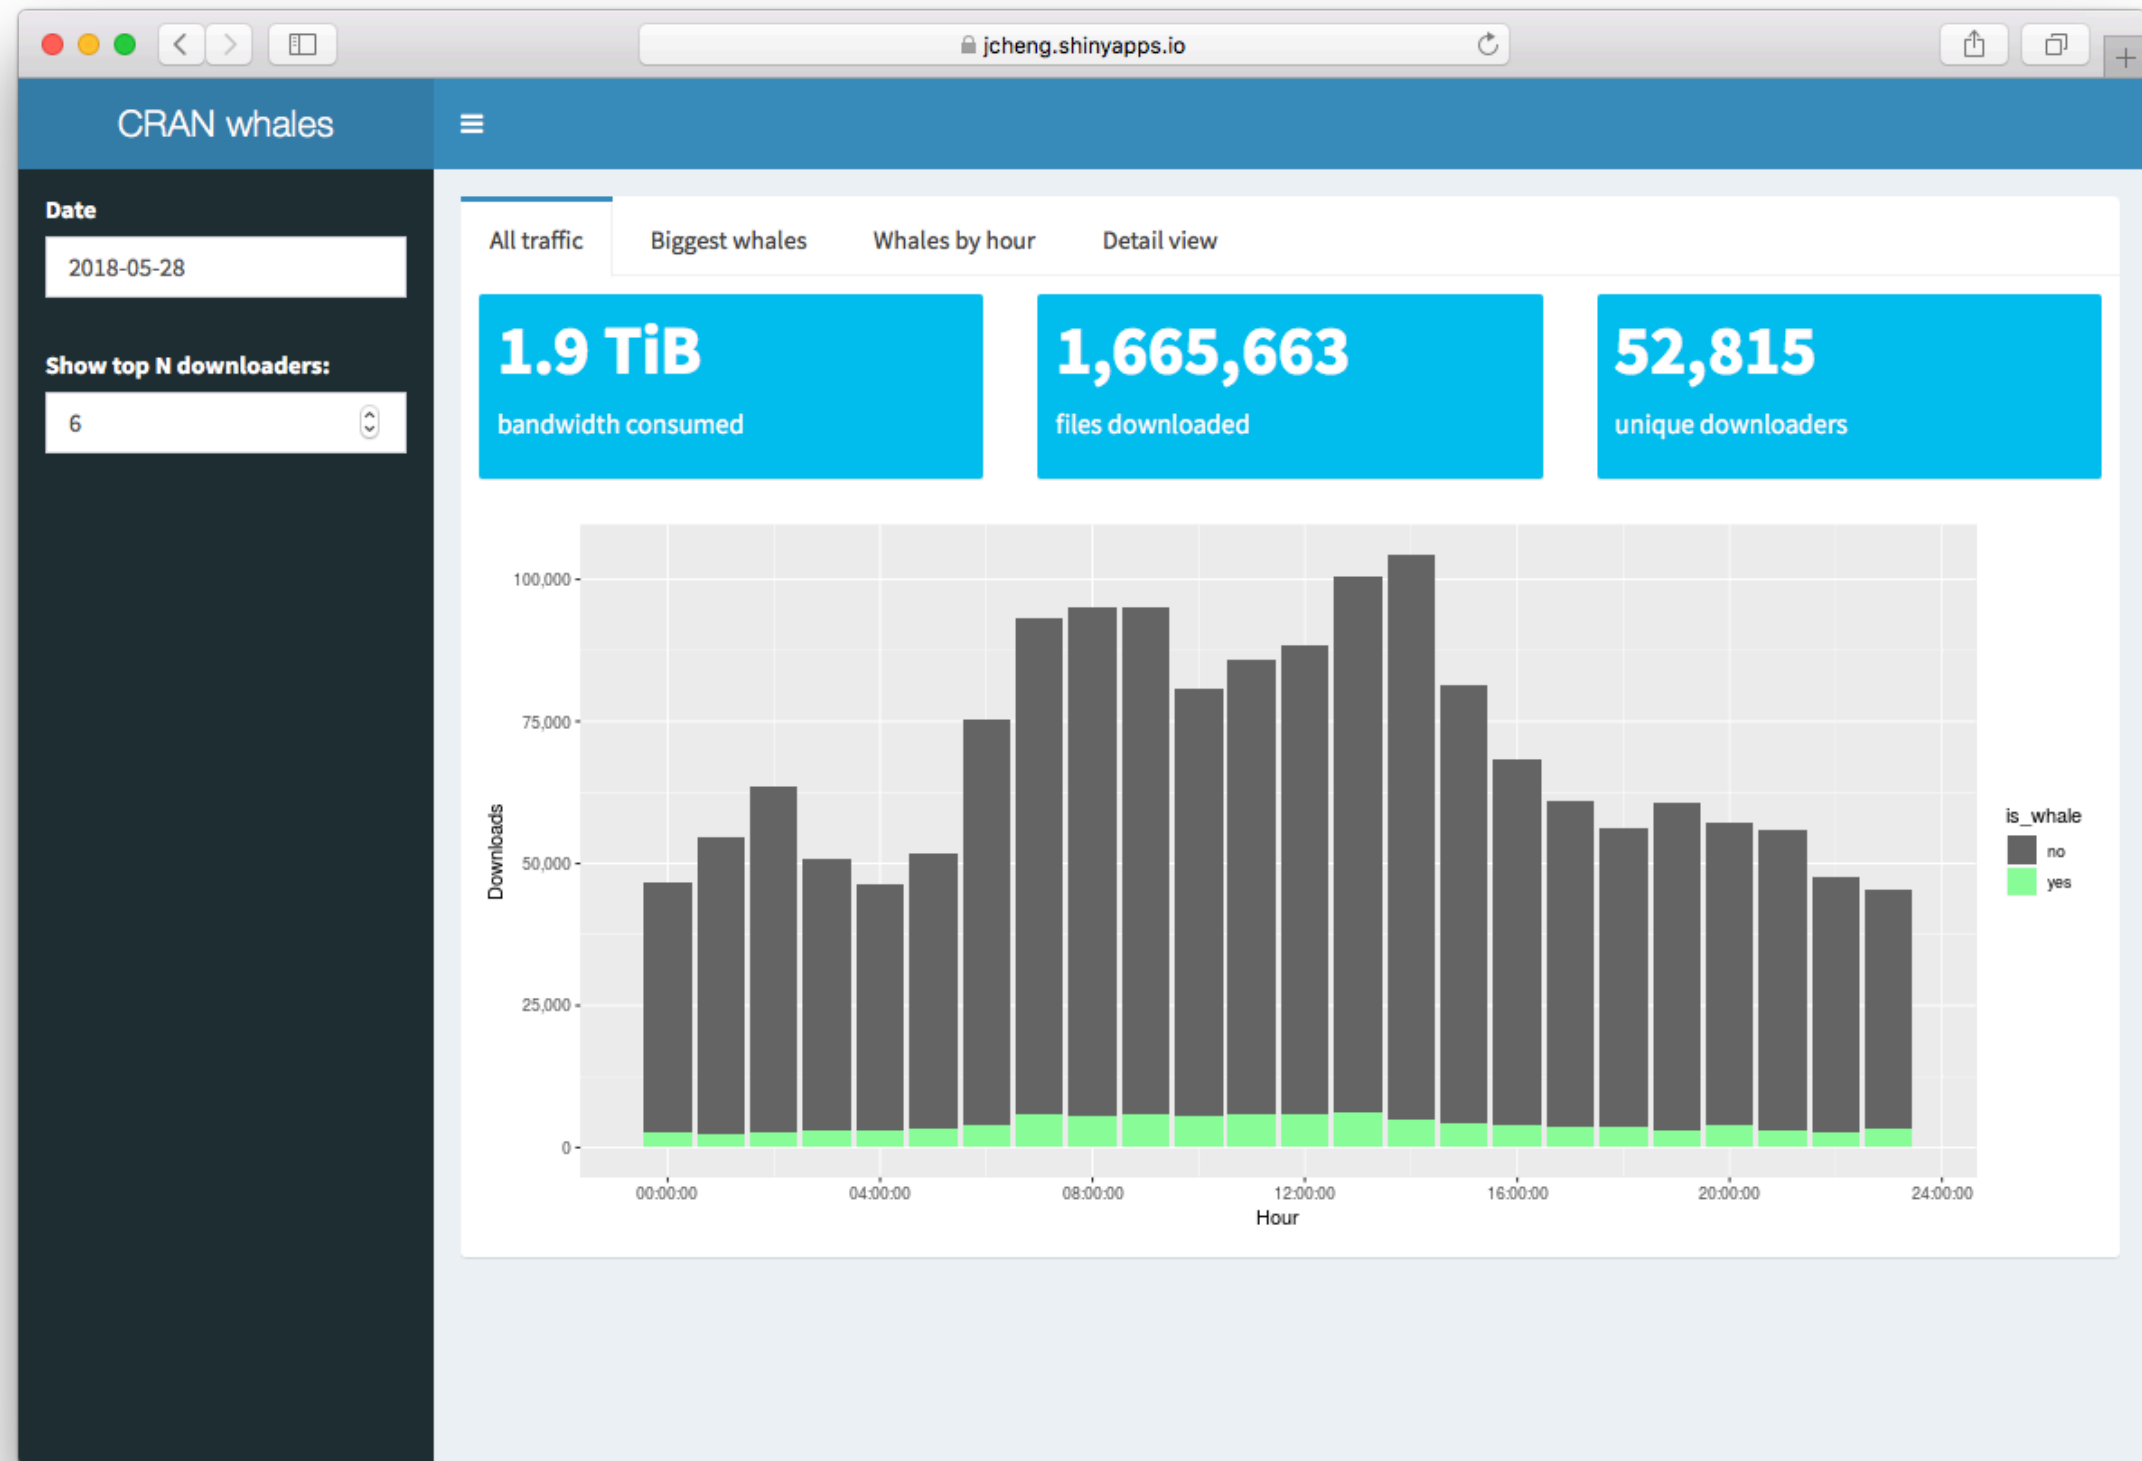 jcheng.shinyapps.io
CRAN whales
Date
2018-05-28
Show top N downloaders:
6
All traffic
Biggest whales
Whales by hour
Detail view
1.9 TiB
bandwidth consumed
1,665,663
files downloaded
52,815
unique downloaders
100,000
75,000
50,000
25,000
0
Downloads
00:00:00
04:00:00
08:00:00
12:00:00
16:00:00
20:00:00
24:00:00
Hour
is_whale
no
yes